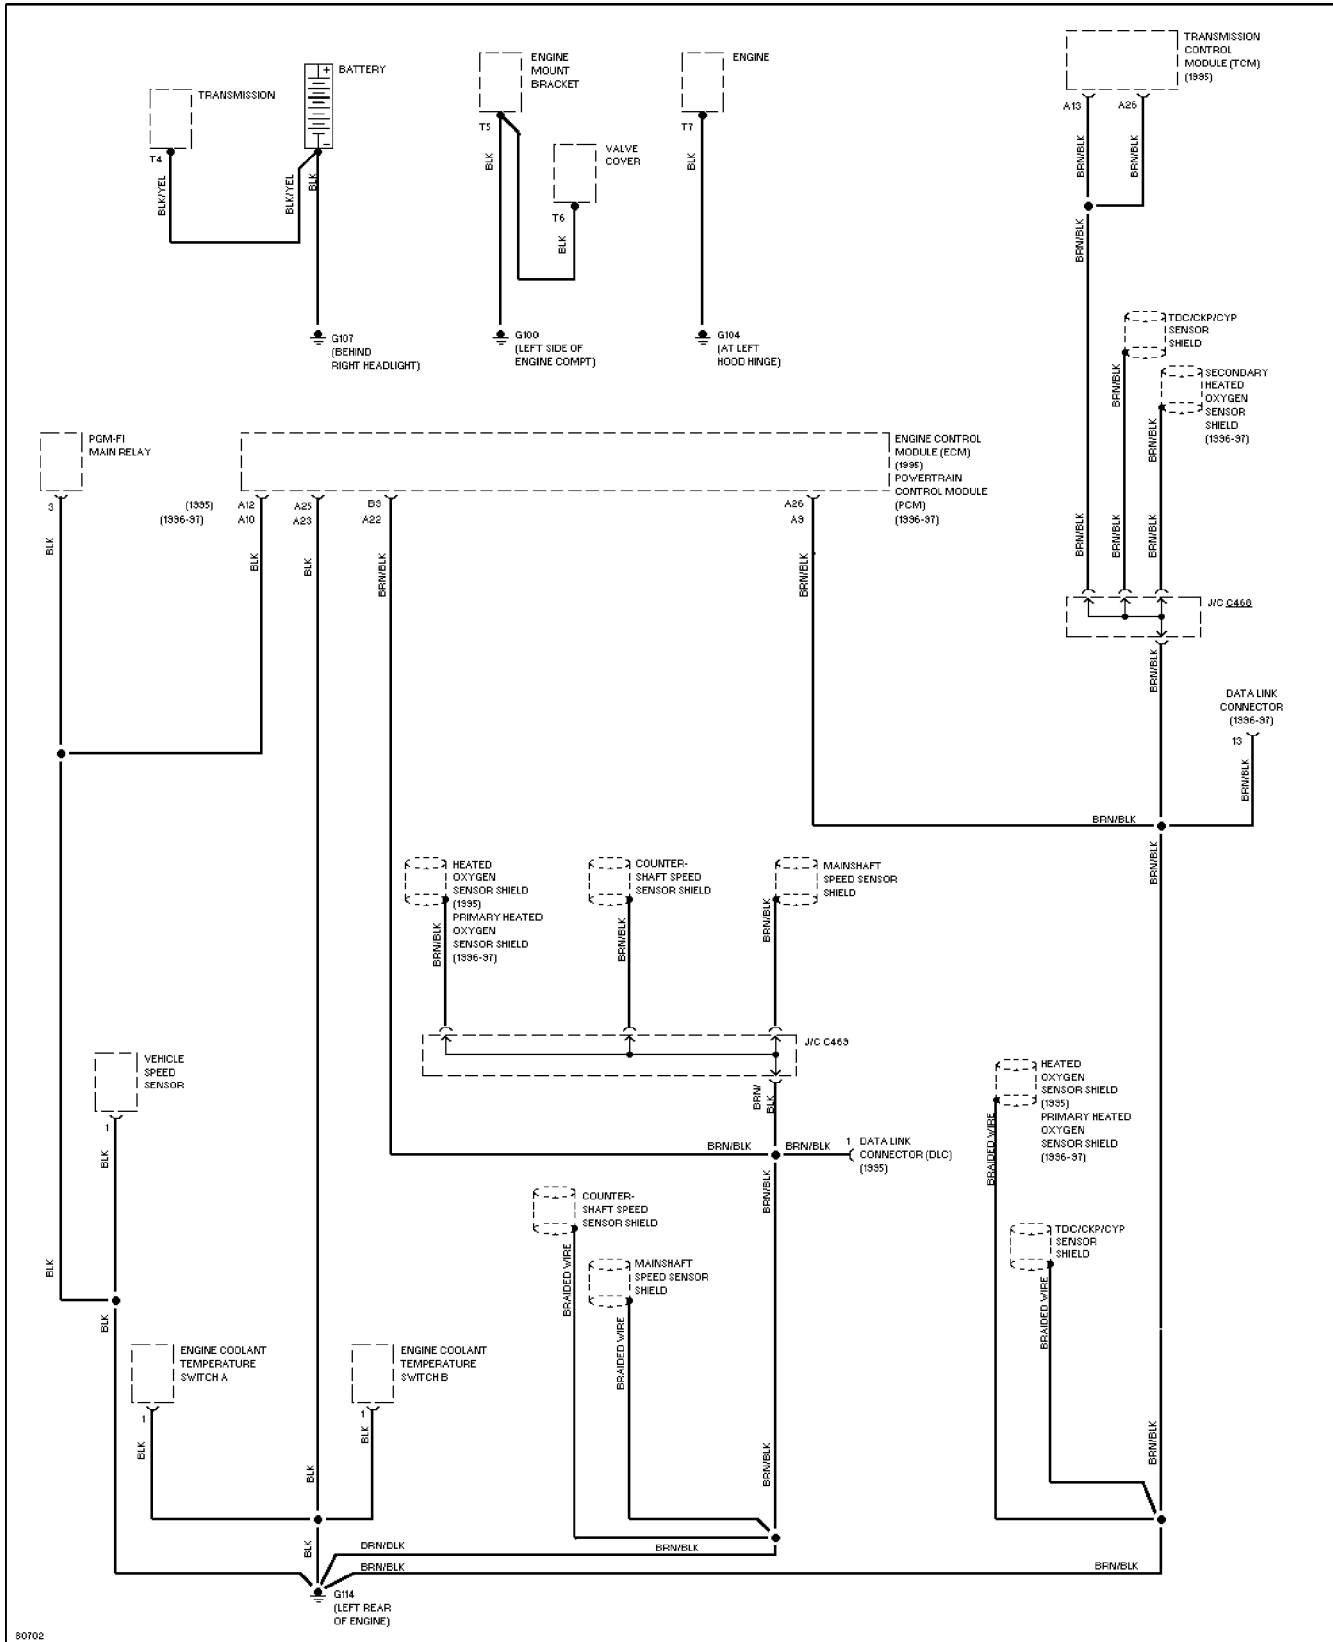 TRANSMISSION
BATTERY
+
-
T4
BLK/YEL
BLK/YEL
BLK
G107
(BEHIND
RIGHT HEADLIGHT)
ENGINE
MOUNT
BRACKET
T5
BLK
VALVE
COVER
T6
BLK
G100
(LEFT SIDE OF
ENGINE COMPT)
ENGINE
T7
BLK
G104
(AT LEFT
HOOD HINGE)
TRANSMISSION
CONTROL
MODULE (TCM)
(1995)
A13
A26
BRN/BLK
BRN/BLK
BRN/BLK
TDC/CKP/CYP
SENSOR
SHIELD
BRN/BLK
SECONDARY
HEATED
OXYGEN
SENSOR
SHIELD
(1996-97)
BRN/BLK
BRN/BLK
BRN/BLK
BRN/BLK
J/C C468
BRN/BLK
DATA LINK
CONNECTOR
(1996-97)
13
BRN/BLK
BRN/BLK
BRN/BLK
PGM-FI
MAIN RELAY
3
BLK
ENGINE CONTROL
MODULE (ECM)
(1995)
POWERTRAIN
CONTROL MODULE
(PCM)
(1996-97)
(1995) A12 A25 B9 A26
(1996-97) A10 A23 A22 A9
BLK
BLK
BRN/BLK
BRN/BLK
HEATED
OXYGEN
SENSOR SHIELD
(1995)
PRIMARY HEATED
OXYGEN
SENSOR SHIELD
(1996-97)
BRN/BLK
COUNTER-
SHAFT SPEED
SENSOR SHIELD
BRN/BLK
MAINSHAFT
SPEED SENSOR
SHIELD
BRN/BLK
J/C C469
BRN/
BLK
VEHICLE
SPEED
SENSOR
1
BLK
BRN/BLK
BRN/BLK
1 DATA LINK
CONNECTOR (DLC)
(1995)
BRN/BLK
COUNTER-
SHAFT SPEED
SENSOR SHIELD
BRAIDED WIRE
MAINSHAFT
SPEED SENSOR
SHIELD
BRAIDED WIRE
HEATED
OXYGEN
SENSOR SHIELD
(1995)
PRIMARY HEATED
OXYGEN
SENSOR SHIELD
(1996-97)
BRAIDED WIRE
TDC/CKP/CYP
SENSOR
SHIELD
BRAIDED WIRE
BLK
BLK
ENGINE COOLANT
TEMPERATURE
SWITCH A
1
BLK
ENGINE COOLANT
TEMPERATURE
SWITCH B
1
BLK
BLK
BRN/BLK
BRN/BLK
BLK
BRN/BLK
BRN/BLK
BRN/BLK
BRN/BLK
G114
(LEFT REAR
OF ENGINE)
80702